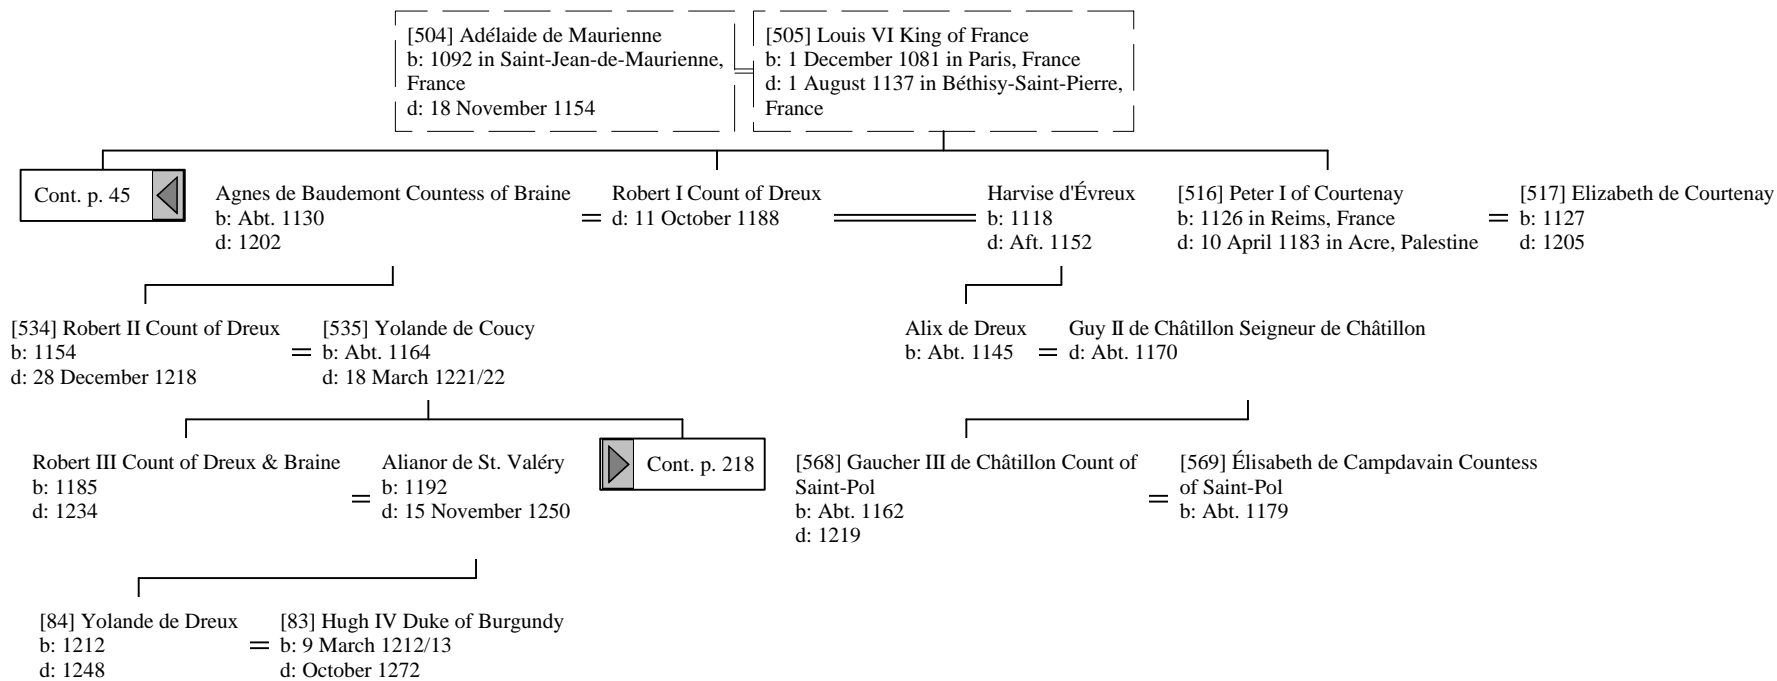 [504] Adélaide de Maurienne
b: 1092 in Saint-Jean-de-Maurienne,
France
d: 18 November 1154
[505] Louis VI King of France
b: 1 December 1081 in Paris, France
d: 1 August 1137 in Béthisy-Saint-Pierre,
France
Cont. p. 45
Agnes de Baudemont Countess of Braine
b: Abt. 1130
d: 1202
=
Robert I Count of Dreux
d: 11 October 1188
Harvise d'Évreux
b: 1118
d: Aft. 1152
[516] Peter I of Courtenay
b: 1126 in Reims, France
d: 10 April 1183 in Acre, Palestine
=
[517] Elizabeth de Courtenay
b: 1127
d: 1205
[534] Robert II Count of Dreux
b: 1154
d: 28 December 1218
=
[535] Yolande de Coucy
b: Abt. 1164
d: 18 March 1221/22
Alix de Dreux
b: Abt. 1145
=
Guy II de Châtillon Seigneur de Châtillon
d: Abt. 1170
Robert III Count of Dreux & Braine
b: 1185
d: 1234
=
Alianor de St. Valéry
b: 1192
d: 15 November 1250
Cont. p. 218
[568] Gaucher III de Châtillon Count of
Saint-Pol
b: Abt. 1162
d: 1219
=
[569] Élisabeth de Campdavain Countess
of Saint-Pol
b: Abt. 1179
[84] Yolande de Dreux
b: 1212
d: 1248
=
[83] Hugh IV Duke of Burgundy
b: 9 March 1212/13
d: October 1272